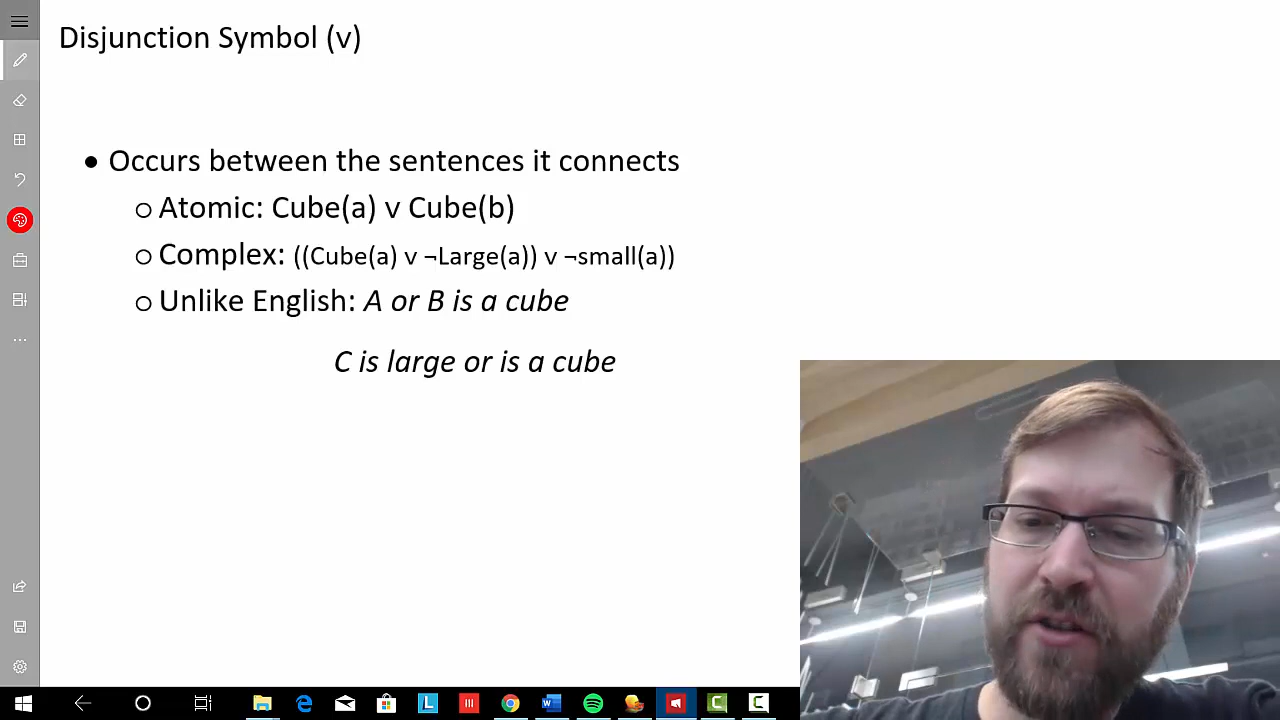 Disjunction Symbol (v)
• Occurs between the sentences it connects
o Atomic: Cube(a) v Cube(b)
o Complex: ((Cube(a) v ¬Large(a)) v ¬small(a))
o Unlike English: A or B is a cube
C is large or is a cube